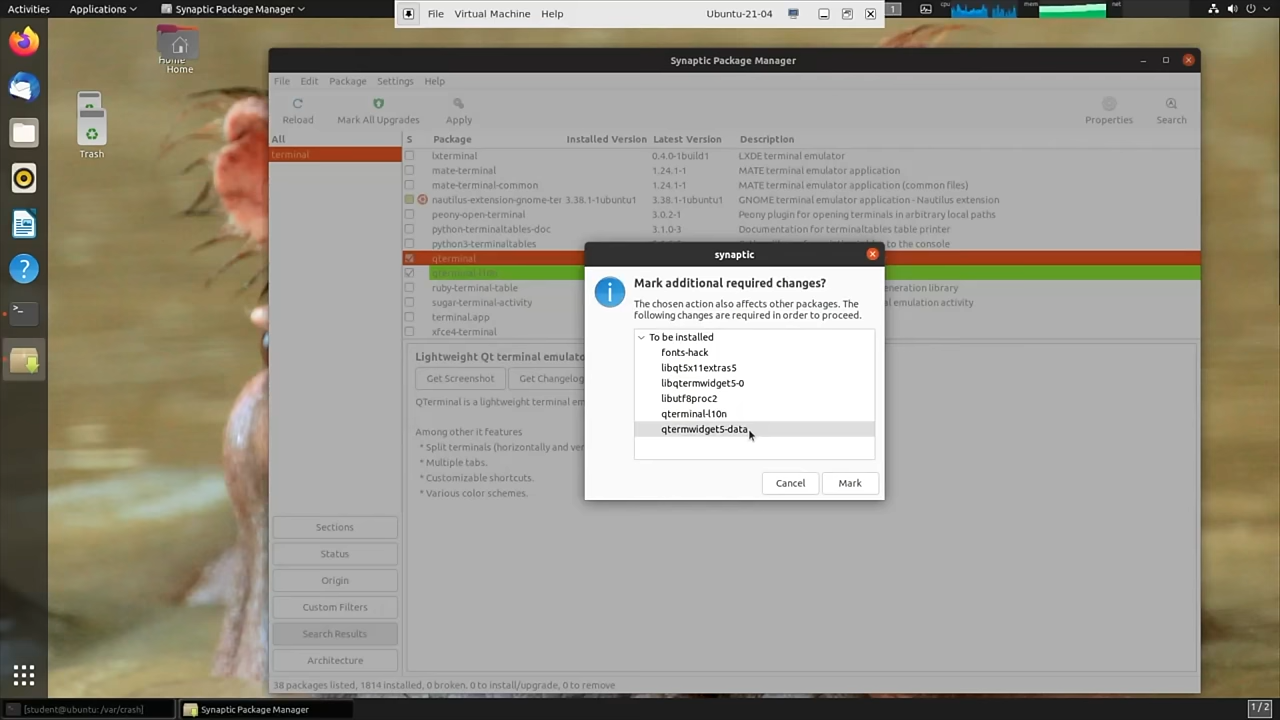 Activities Applications Synaptic Package Manager
File Virtual Machine Help Ubuntu-21-04
1 cpu mem net
Home
Home
Trash
Synaptic Package Manager
File Edit Package Settings Help
Reload Mark All Upgrades Apply Properties Search
All
terminal
S Package Installed Version Latest Version Description
lxterminal 0.4.0-1build1 LXDE terminal emulator
mate-terminal 1.24.1-1 MATE terminal emulator application
mate-terminal-common 1.24.1-1 MATE terminal emulator application (common files)
nautilus-extension-gnome-ter 3.38.1-1ubuntu1 3.38.1-1ubuntu1 GNOME terminal emulator application - Nautilus extension
peony-open-terminal 3.0.2-1 Peony plugin for opening terminals in arbitrary local paths
python-terminaltables-doc 3.1.0-3 Documentation for terminaltables table printer
python3-terminaltables to the console
qterminal
qterminal-l10n
ruby-terminal-table eneration library
sugar-terminal-activity al emulation activity
terminal.app
xfce4-terminal
synaptic
Mark additional required changes?
The chosen action also affects other packages. The
following changes are required in order to proceed.
To be installed
fonts-hack
libqt5x11extras5
libqtermwidget5-0
libutf8proc2
qterminal-l10n
qtermwidget5-data
Cancel Mark
Lightweight Qt terminal emulato
Get Screenshot Get Changelog
QTerminal is a lightweight terminal em
Among other it features
* Split terminals (horizontal and ver
* Multiple tabs.
* Customizable shortcuts.
* Various color schemes.
Sections
Status
Origin
Custom Filters
Search Results
Architecture
38 packages listed, 1814 installed, 0 broken. 0 to install/upgrade, 0 to remove
[student@ubuntu: /var/crash] Synaptic Package Manager 1 / 2